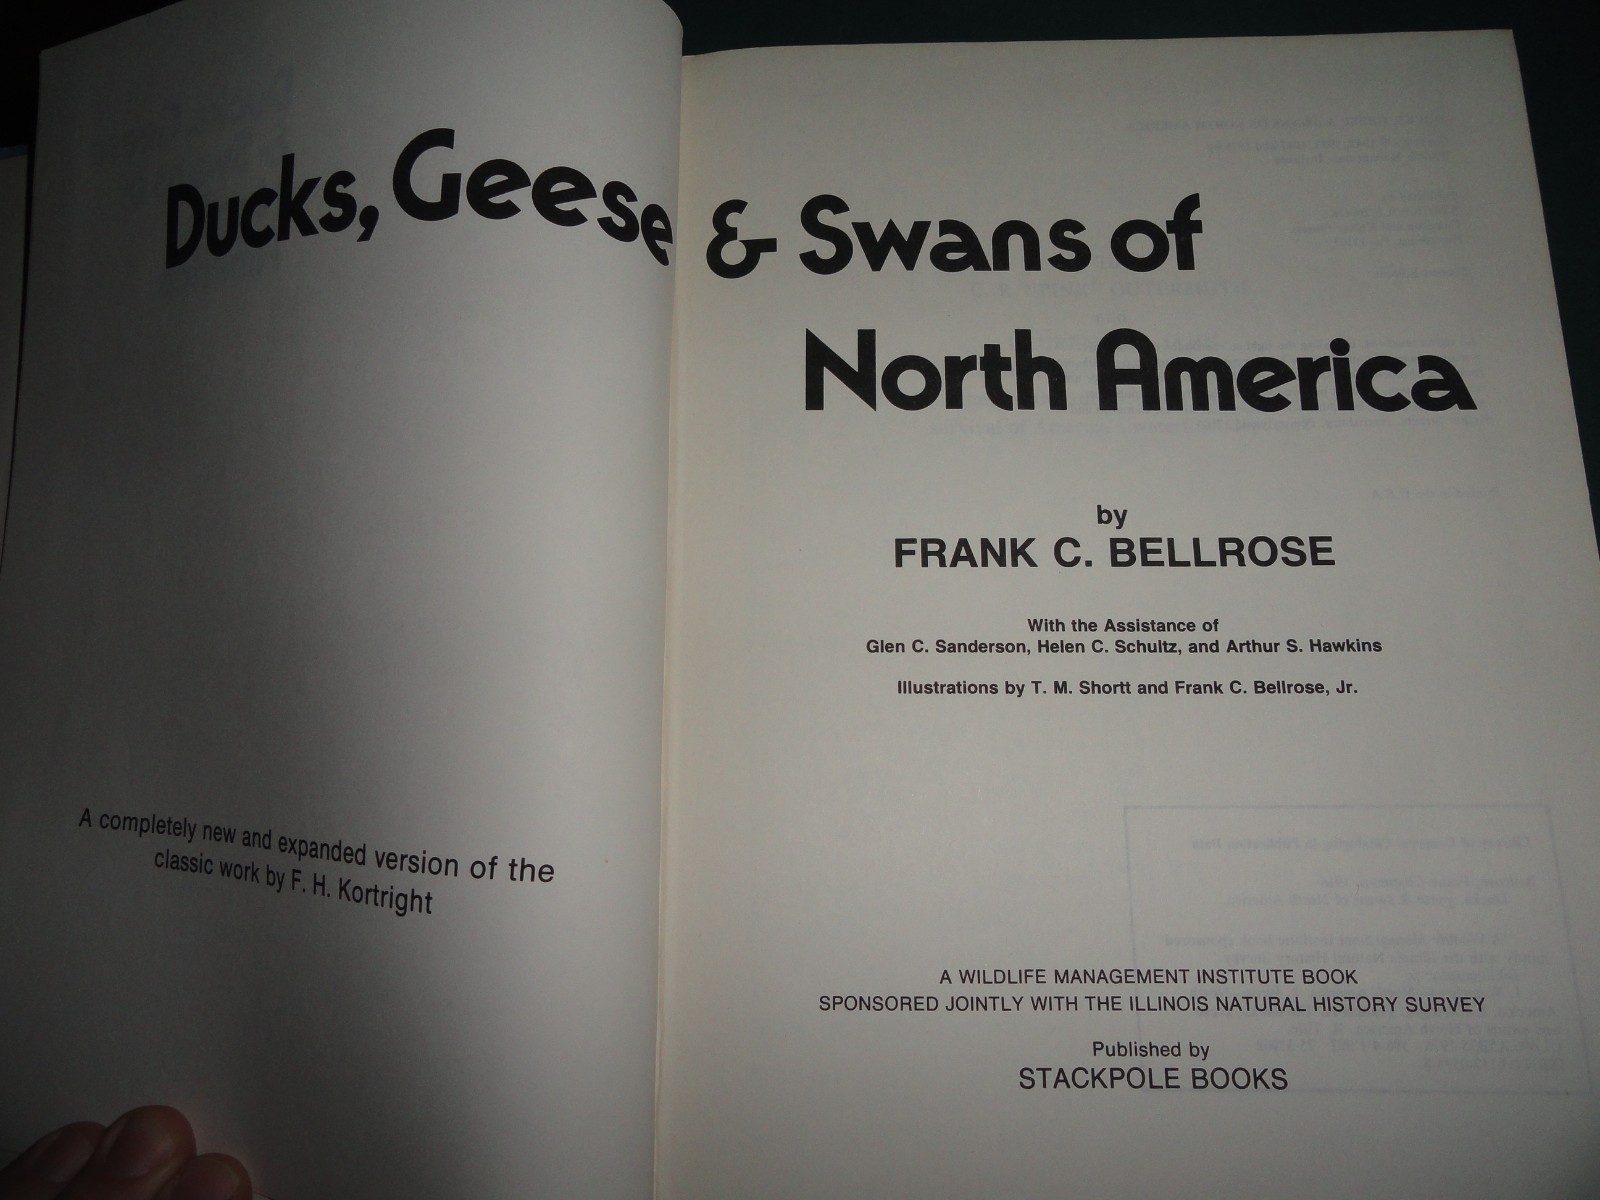 Ducks, Geese & Swans of
North America
by
FRANK C. BELLROSE
With the Assistance of
Glen C. Sanderson, Helen C. Schultz, and Arthur S. Hawkins
Illustrations by T. M. Shortt and Frank C. Bellrose, Jr.
A completely new and expanded version of the
classic work by F. H. Kortright
A WILDLIFE MANAGEMENT INSTITUTE BOOK
SPONSORED JOINTLY WITH THE ILLINOIS NATURAL HISTORY SURVEY
Published by
STACKPOLE BOOKS